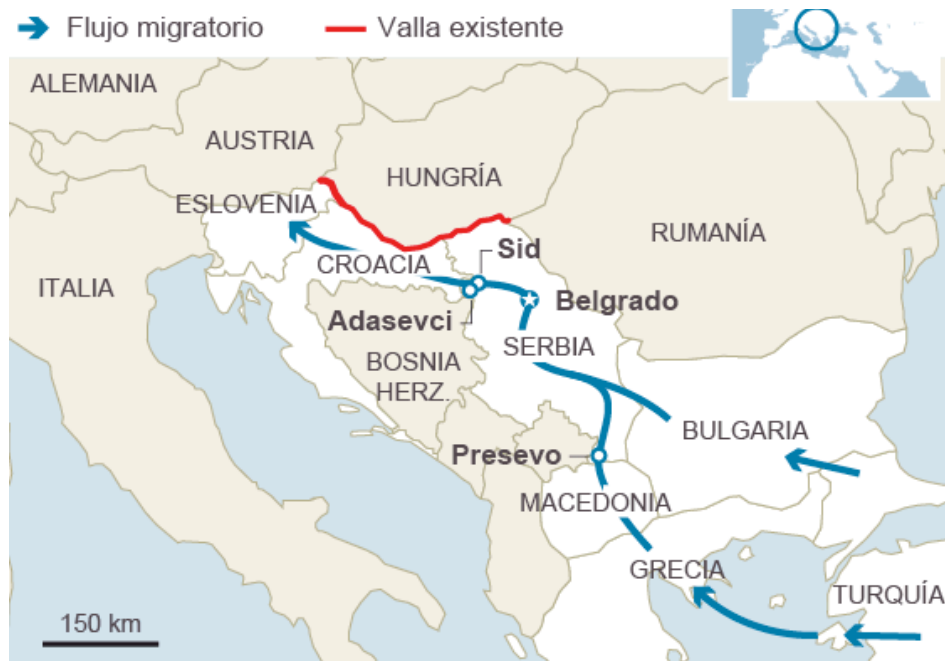 Flujo migratorio
Valla existente
ALEMANIA
AUSTRIA
HUNGRÍA
ESLOVENIA
RUMANÍA
Sid
CROACIA
ITALIA
Adasevci
Belgrado
SERBIA
BOSNIA
HERZ.
BULGARIA
Presevo
MACEDONIA
GRECIA
TURQUÍA
150 km